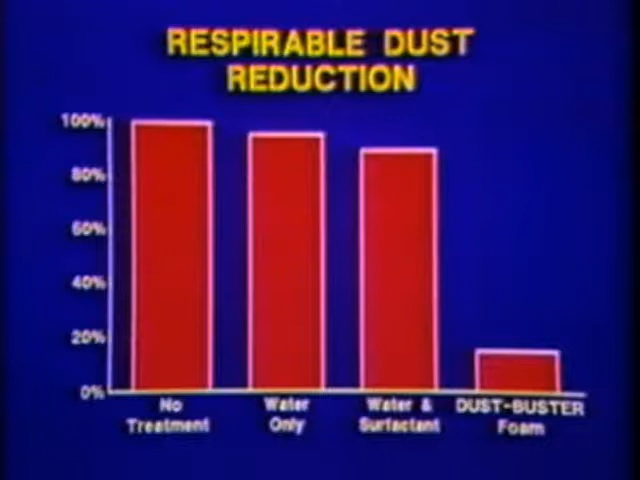 RESPIRABLE DUST
REDUCTION
100%
80%
60%
40%
20%
0%
No
Treatment
Water
Only
Water &
Surfactant
DUST-BUSTER
Foam